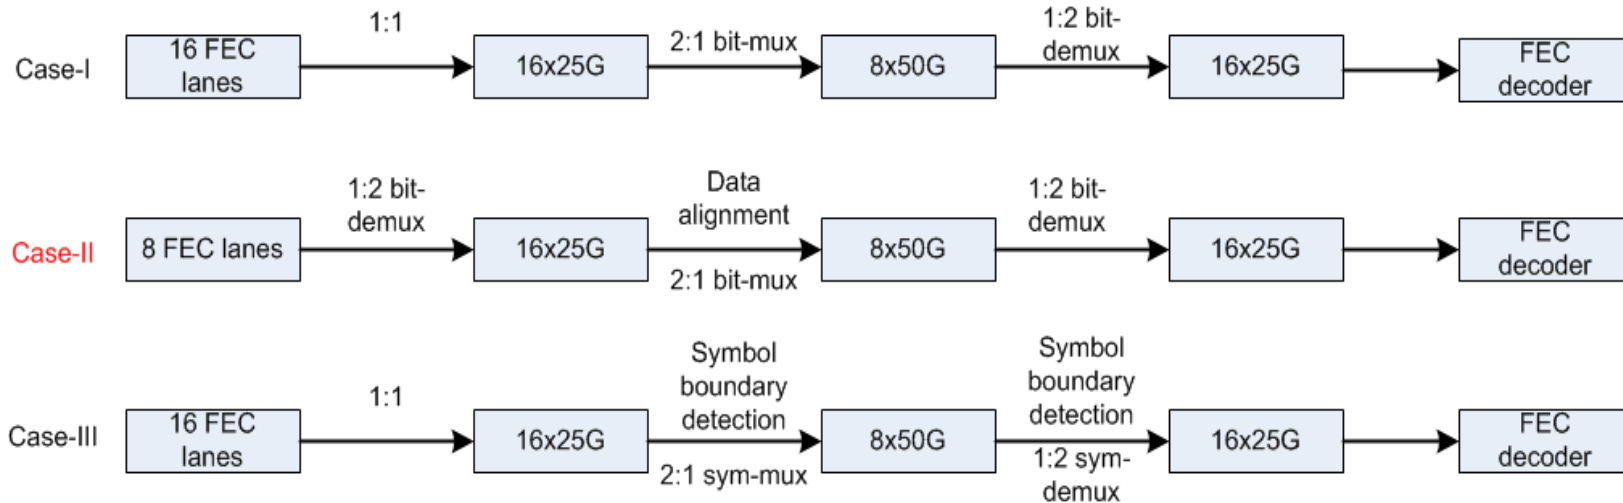 Case-I
16 FEC
lanes
1:1
16x25G
2:1 bit-mux
8x50G
1:2 bit-
demux
16x25G
FEC
decoder
Case-II
8 FEC lanes
1:2 bit-
demux
16x25G
Data
alignment
2:1 bit-mux
8x50G
1:2 bit-
demux
16x25G
FEC
decoder
Case-III
16 FEC
lanes
1:1
16x25G
Symbol
boundary
detection
2:1 sym-mux
8x50G
Symbol
boundary
detection
1:2 sym-
demux
16x25G
FEC
decoder